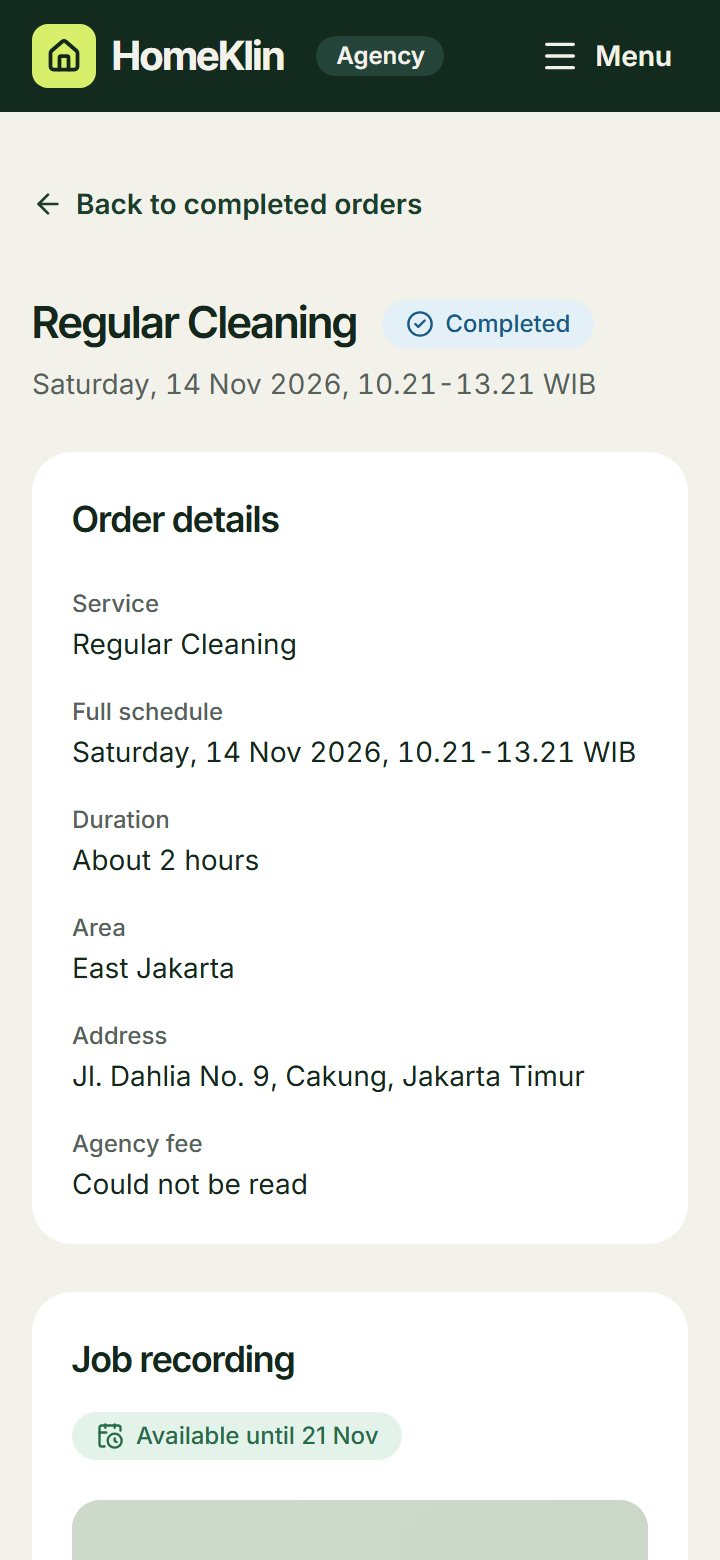 HomeKlin
Agency
Menu
Back to completed orders
Regular Cleaning
Completed
Saturday, 14 Nov 2026, 10.21-13.21 WIB
Order details
Service
Regular Cleaning
Full schedule
Saturday, 14 Nov 2026, 10.21-13.21 WIB
Duration
About 2 hours
Area
East Jakarta
Address
Jl. Dahlia No. 9, Cakung, Jakarta Timur
Agency fee
Could not be read
Job recording
Available until 21 Nov